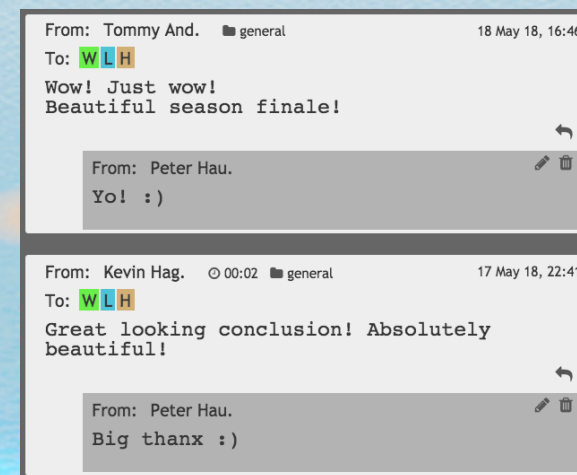 From: Tommy And. general 18 May 18, 16:46
To: W L H
Wow! Just wow!
Beautiful season finale!
From: Peter Hau.
Yo! :)
From: Kevin Hag. 00:02 general 17 May 18, 22:41
To: W L H
Great looking conclusion! Absolutely
beautiful!
From: Peter Hau.
Big thanx :)